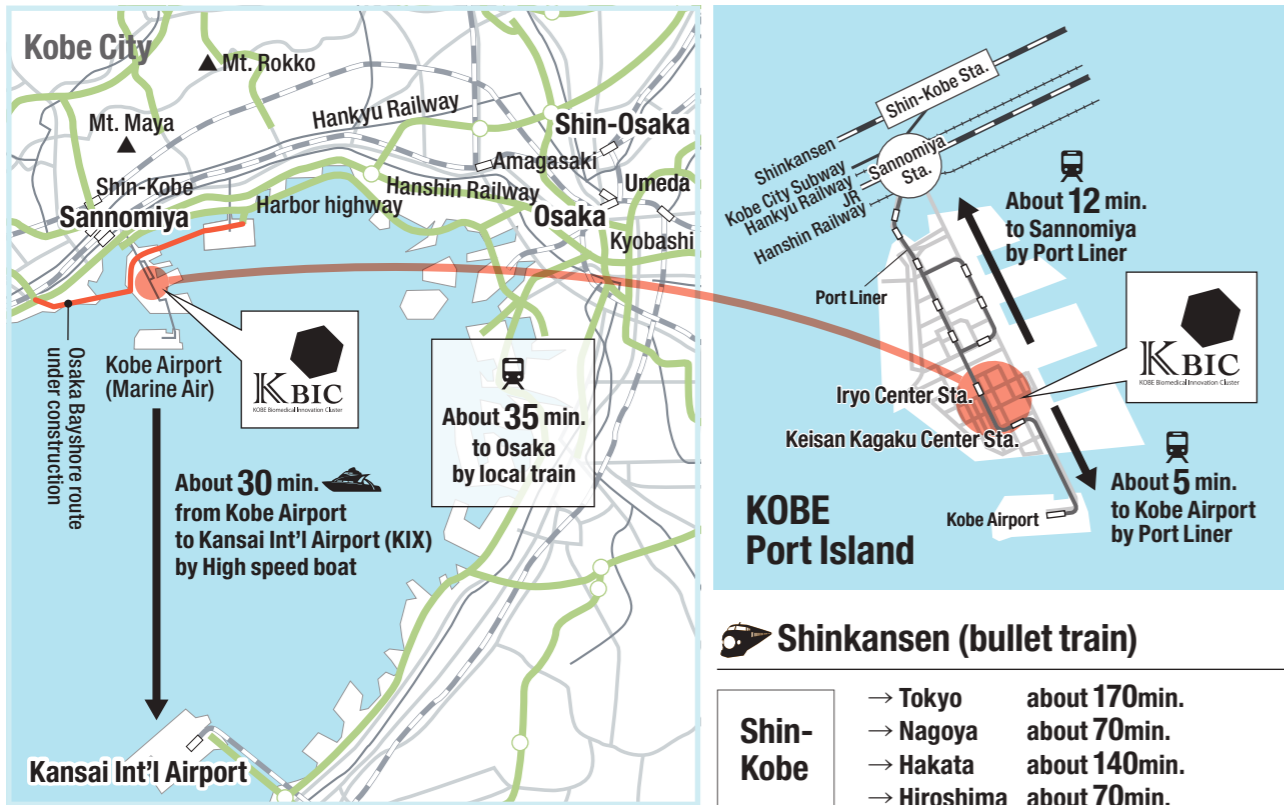 Kobe City
Mt. Rokko
Mt. Maya
Hankyu Railway
Shin-Osaka
Amagasaki
Shin-Kobe
Hanshin Railway
Umeda
Sannomiya
Harbor highway
Osaka
Kyobashi
Osaka Bayshore route
under construction
Kobe Airport
(Marine Air)
KBIC
KOBE Biomedical Innovation Cluster
About 35 min.
to Osaka
by local train
About 30 min.
from Kobe Airport
to Kansai Int'l Airport (KIX)
by High speed boat
Kansai Int'l Airport
Shin-Kobe Sta.
Shinkansen
Kobe City Subway
Hankyu Railway
JR
Hanshin Railway
Sannomiya
Sta.
About 12 min.
to Sannomiya
by Port Liner
Port Liner
KBIC
KOBE Biomedical Innovation Cluster
Iryo Center Sta.
Keisan Kagaku Center Sta.
About 5 min.
to Kobe Airport
by Port Liner
Kobe Airport
KOBE
Port Island
Shinkansen (bullet train)
Shin-
Kobe
→ Tokyo about 170min.
→ Nagoya about 70min.
→ Hakata about 140min.
→ Hiroshima about 70min.